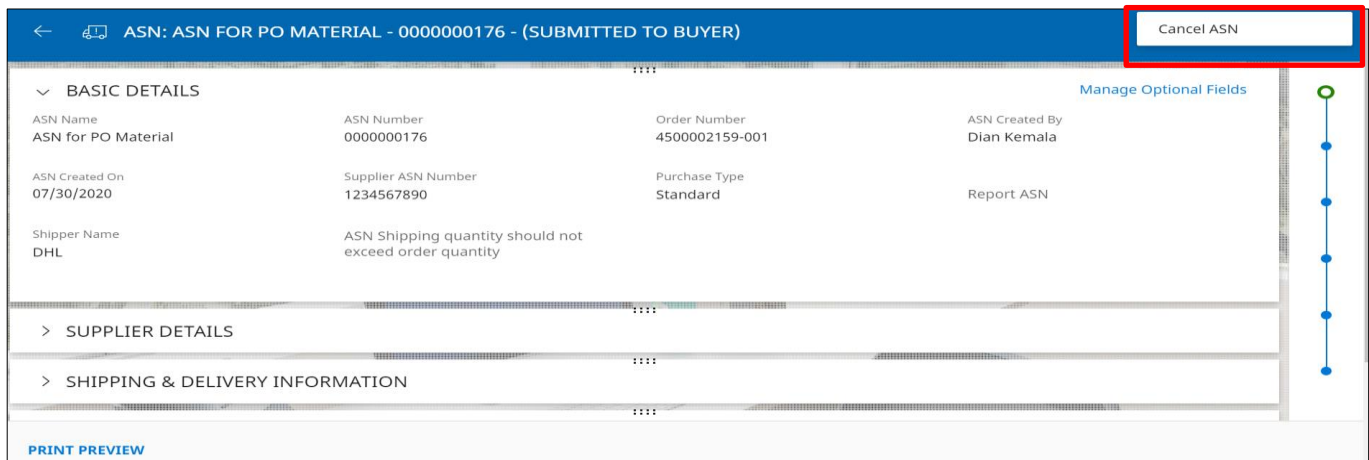 ASN: ASN FOR PO MATERIAL - 0000000176 - (SUBMITTED TO BUYER)
Cancel ASN
BASIC DETAILS
Manage Optional Fields
ASN Name
ASN for PO Material
ASN Number
0000000176
Order Number
4500002159-001
ASN Created By
Dian Kemala
ASN Created On
07/30/2020
Supplier ASN Number
1234567890
Purchase Type
Standard
Report ASN
Shipper Name
DHL
ASN Shipping quantity should not
exceed order quantity
SUPPLIER DETAILS
SHIPPING & DELIVERY INFORMATION
PRINT PREVIEW